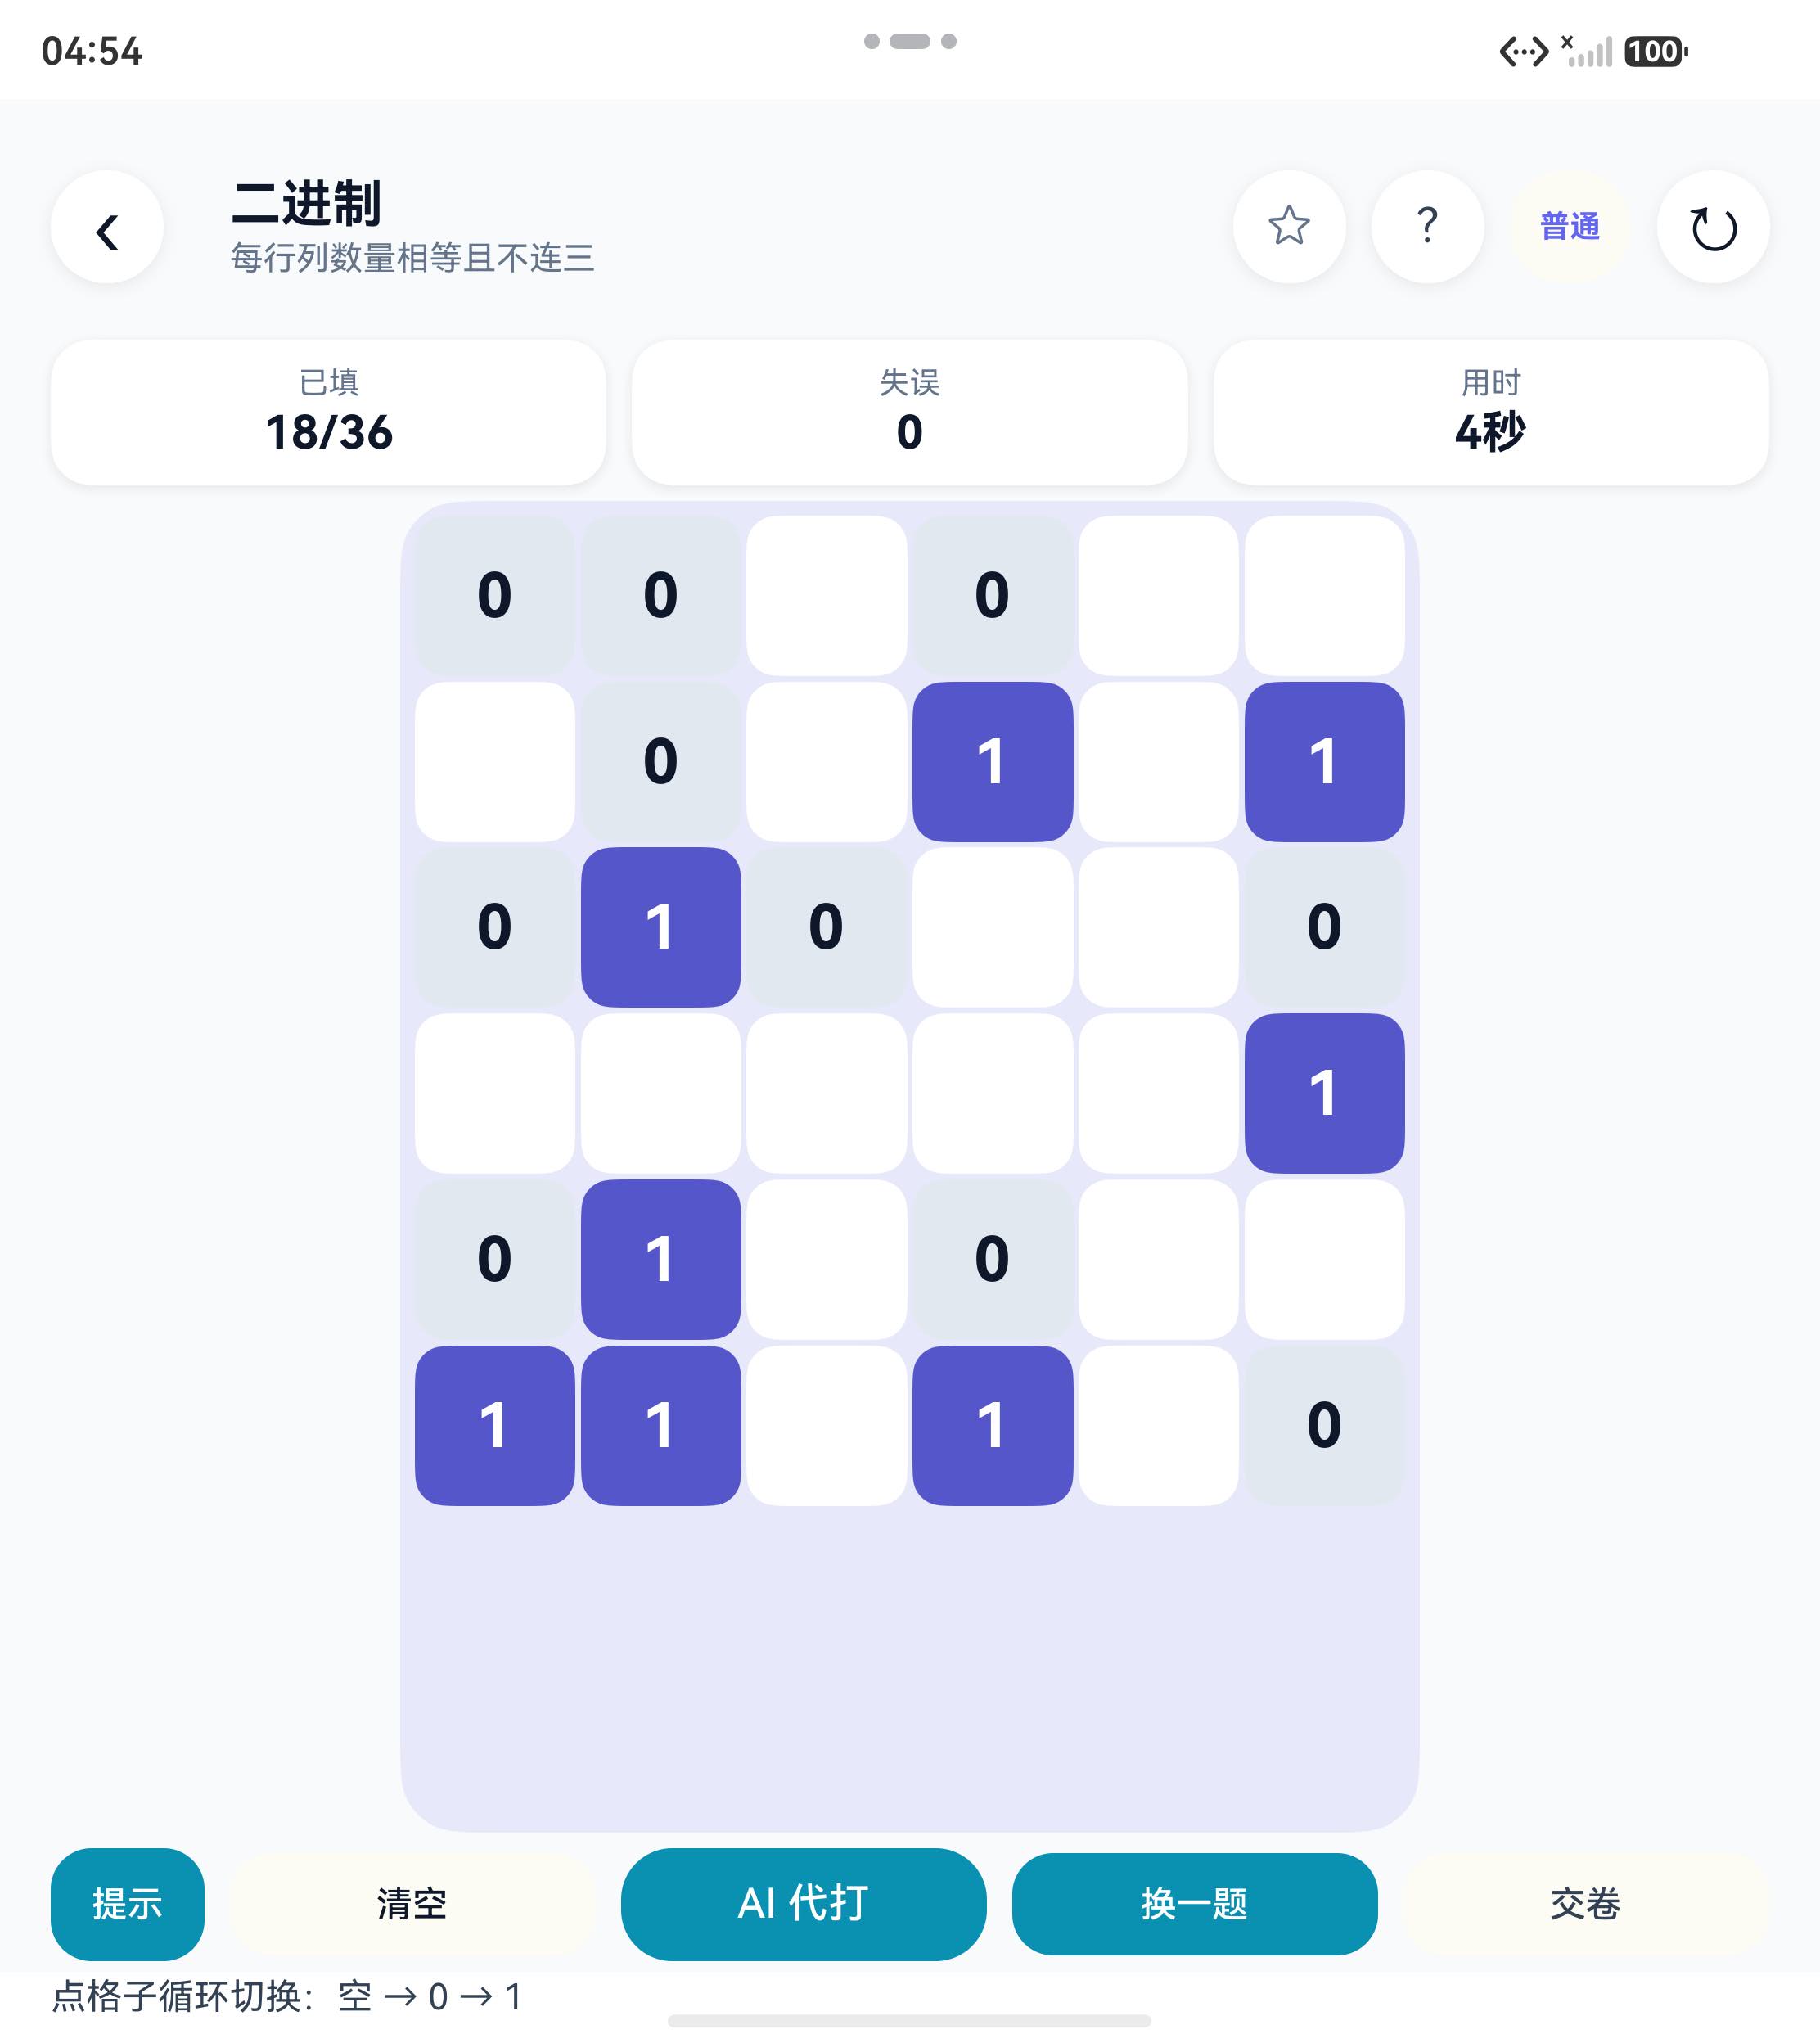 04:54
100
二进制
每行列数量相等且不连三
?
普通
已填
18/36
失误
0
用时
4秒
0 0 0
0 1 1
0 1 0 0
1
0 1 0
1 1 1 0
提示
清空
AI 代打
换一题
交卷
点格子循环切换：空 → 0 → 1